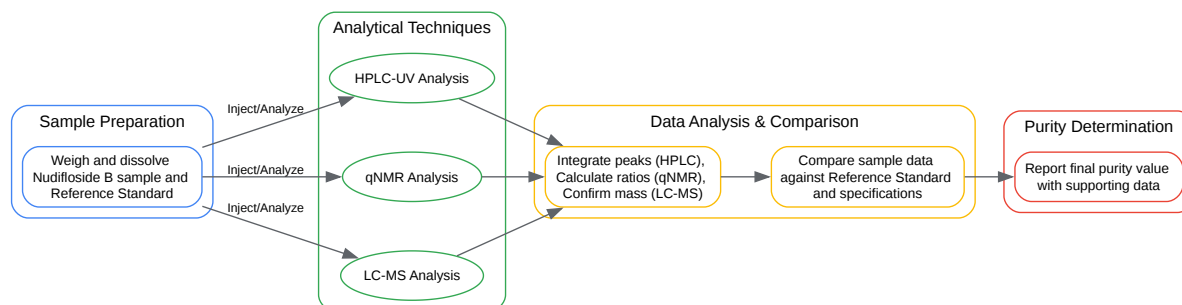 Sample Preparation
Weigh and dissolve
Nudifloside B sample and
Reference Standard
Inject/Analyze
Inject/Analyze
Inject/Analyze
Analytical Techniques
HPLC-UV Analysis
qNMR Analysis
LC-MS Analysis
Data Analysis & Comparison
Integrate peaks (HPLC),
Calculate ratios (qNMR),
Confirm mass (LC-MS)
Compare sample data
against Reference Standard
and specifications
Purity Determination
Report final purity value
with supporting data